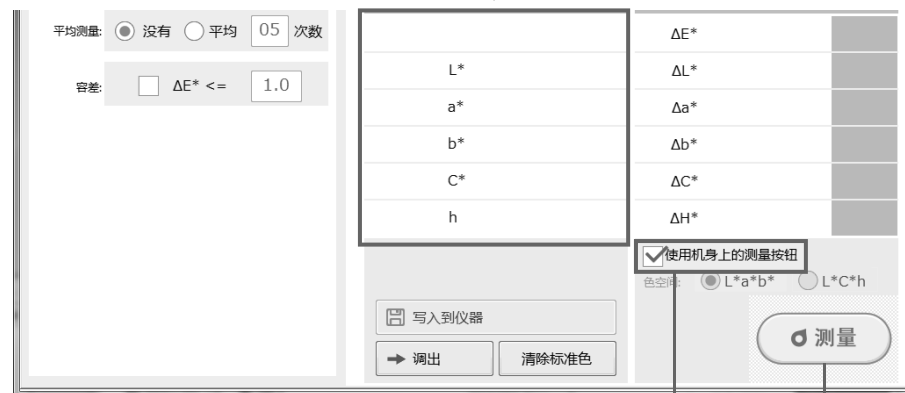 平均测量: 没有 平均 05 次数
容差: ΔE* <= 1.0
L*
a*
b*
C*
h
写入到仪器
调出 清除标准色
ΔE*
ΔL*
Δa*
Δb*
ΔC*
ΔH*
使用机身上的测量按钮
色空间: L*a*b* L*C*h
测量